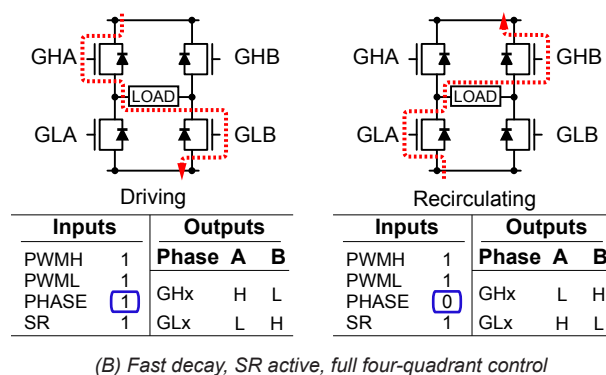 GHA GHB
LOAD
GLA GLB
Driving
Inputs Outputs
PWMH 1 Phase A B
PWML 1
PHASE 1 GHx H L
SR 1 GLx L H
GHA GHB
LOAD
GLA GLB
Recirculating
Inputs Outputs
PWMH 1 Phase A B
PWML 1
PHASE 0 GHx L H
SR 1 GLx H L
(B) Fast decay, SR active, full four-quadrant control